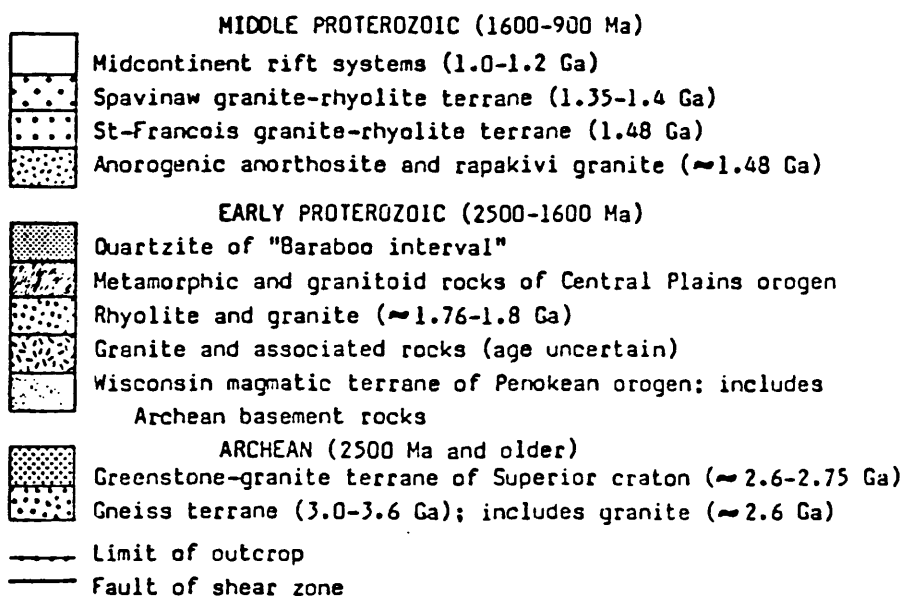 MIDDLE PROTEROZOIC (1600-900 Ma)
Midcontinent rift systems (1.0-1.2 Ga)
Spavinaw granite-rhyolite terrane (1.35-1.4 Ga)
St-Francois granite-rhyolite terrane (1.48 Ga)
Anorogenic anorthosite and rapakivi granite (~1.48 Ga)
EARLY PROTEROZOIC (2500-1600 Ma)
Quartzite of "Baraboo interval"
Metamorphic and granitoid rocks of Central Plains orogen
Rhyolite and granite (~1.76-1.8 Ga)
Granite and associated rocks (age uncertain)
Wisconsin magmatic terrane of Penokean orogen; includes
Archean basement rocks
ARCHEAN (2500 Ma and older)
Greenstone-granite terrane of Superior craton (~2.6-2.75 Ga)
Gneiss terrane (3.0-3.6 Ga); includes granite (~2.6 Ga)
Limit of outcrop
Fault of shear zone